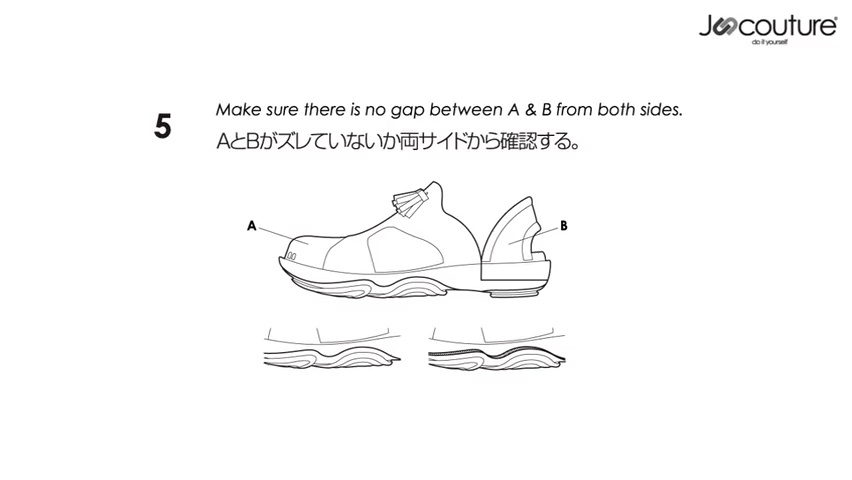 Joocouture
do it yourself
5
Make sure there is no gap between A & B from both sides.
AとBがズレていないか両サイドから確認する。
A
B